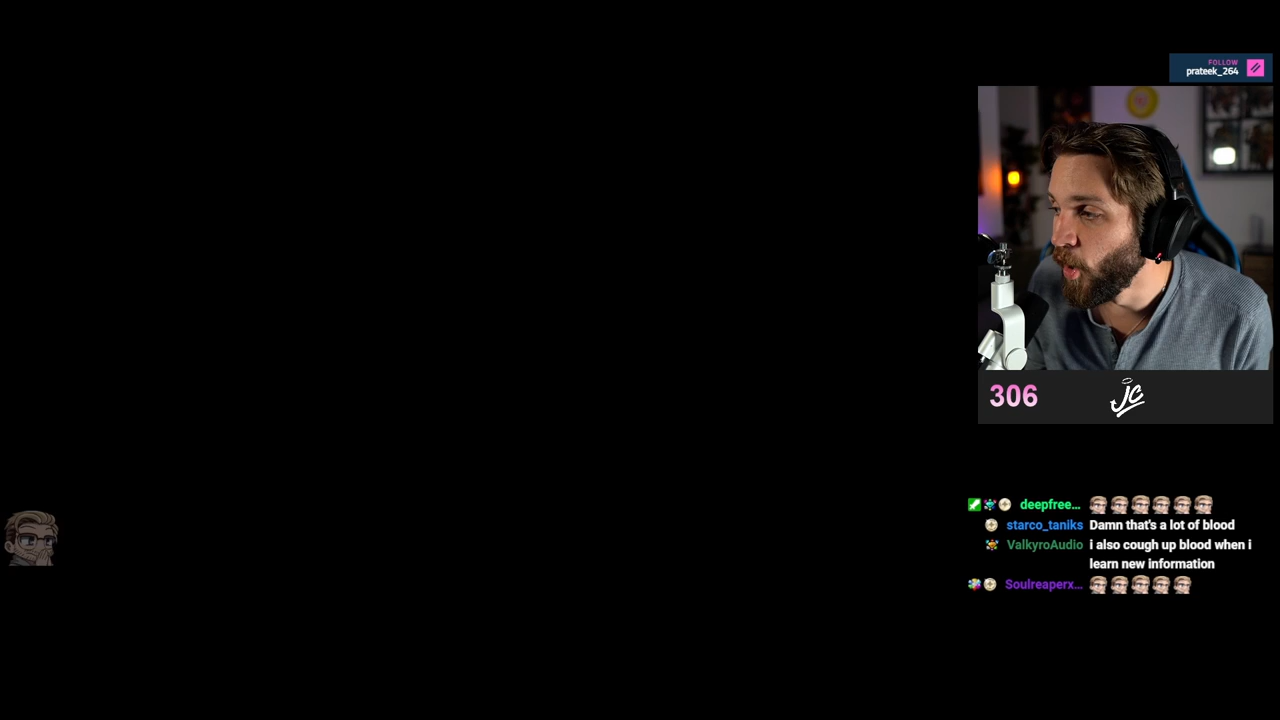 FOLLOW
prateek_264
306
JC
deepfree...
starco_taniks Damn that's a lot of blood
ValkyroAudio i also cough up blood when i
learn new information
Soulreaperx...